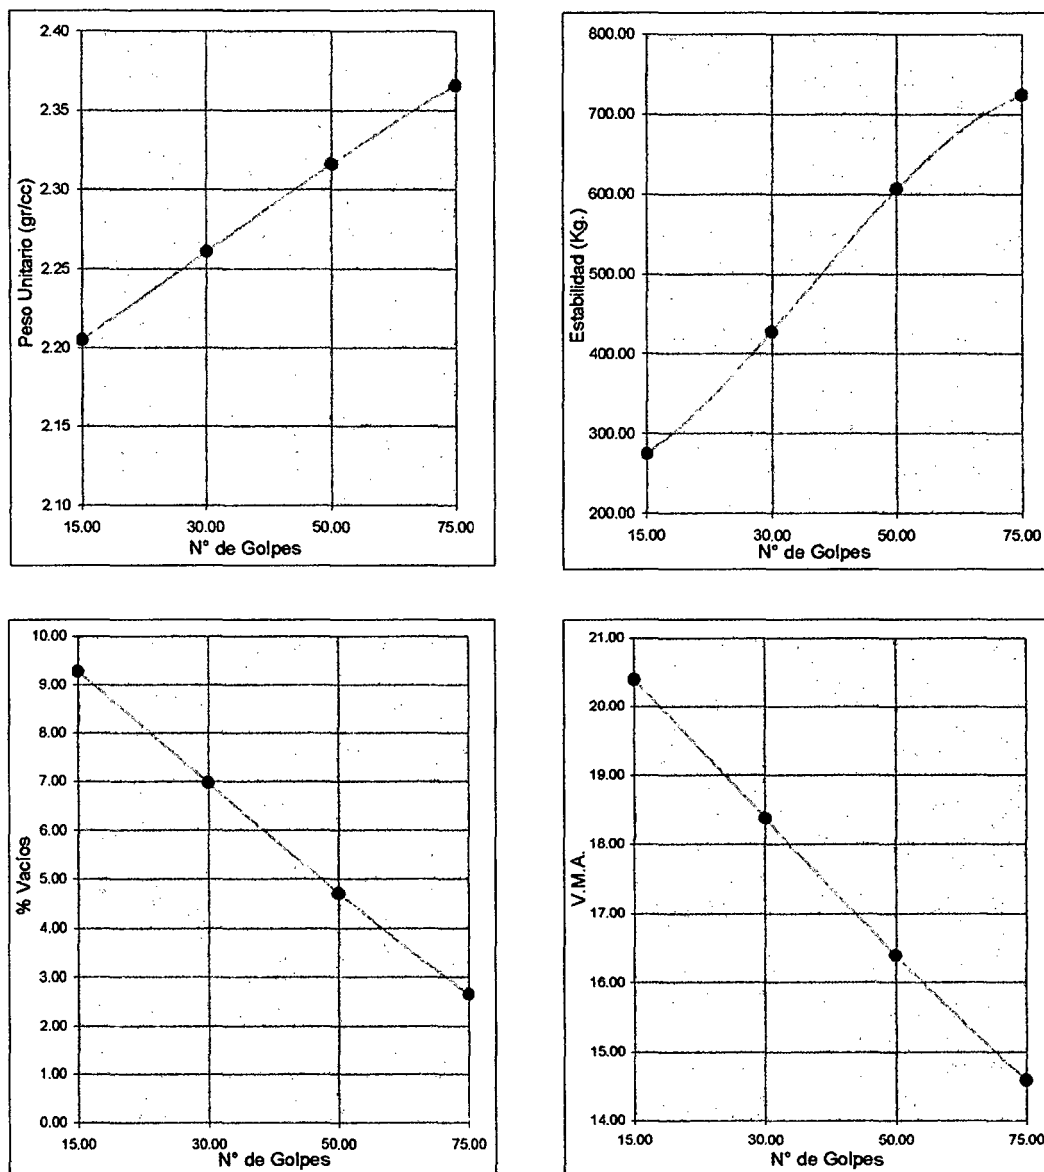 2.40
2.35
2.30
2.25
2.20
2.15
2.10
Peso Unitario (gr/cc)
15.00 30.00 50.00 75.00
N° de Golpes
800.00
700.00
600.00
500.00
400.00
300.00
200.00
Estabilidad (Kg.)
15.00 30.00 50.00 75.00
N° de Golpes
10.00
9.00
8.00
7.00
6.00
5.00
4.00
3.00
2.00
1.00
0.00
% Vacíos
15.00 30.00 50.00 75.00
N° de Golpes
21.00
20.00
19.00
18.00
17.00
16.00
15.00
14.00
V.M.A.
15.00 30.00 50.00 75.00
N° de Golpes